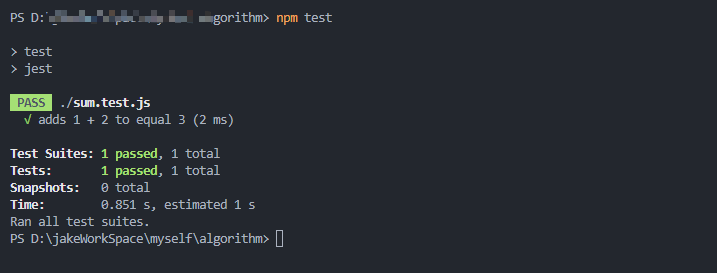 PS D:\ algorithm> npm test
> test
> jest
PASS ./sum.test.js
√ adds 1 + 2 to equal 3 (2 ms)
Test Suites: 1 passed, 1 total
Tests: 1 passed, 1 total
Snapshots: 0 total
Time: 0.851 s, estimated 1 s
Ran all test suites.
PS D:\jakeWorkSpace\myself\algorithm>